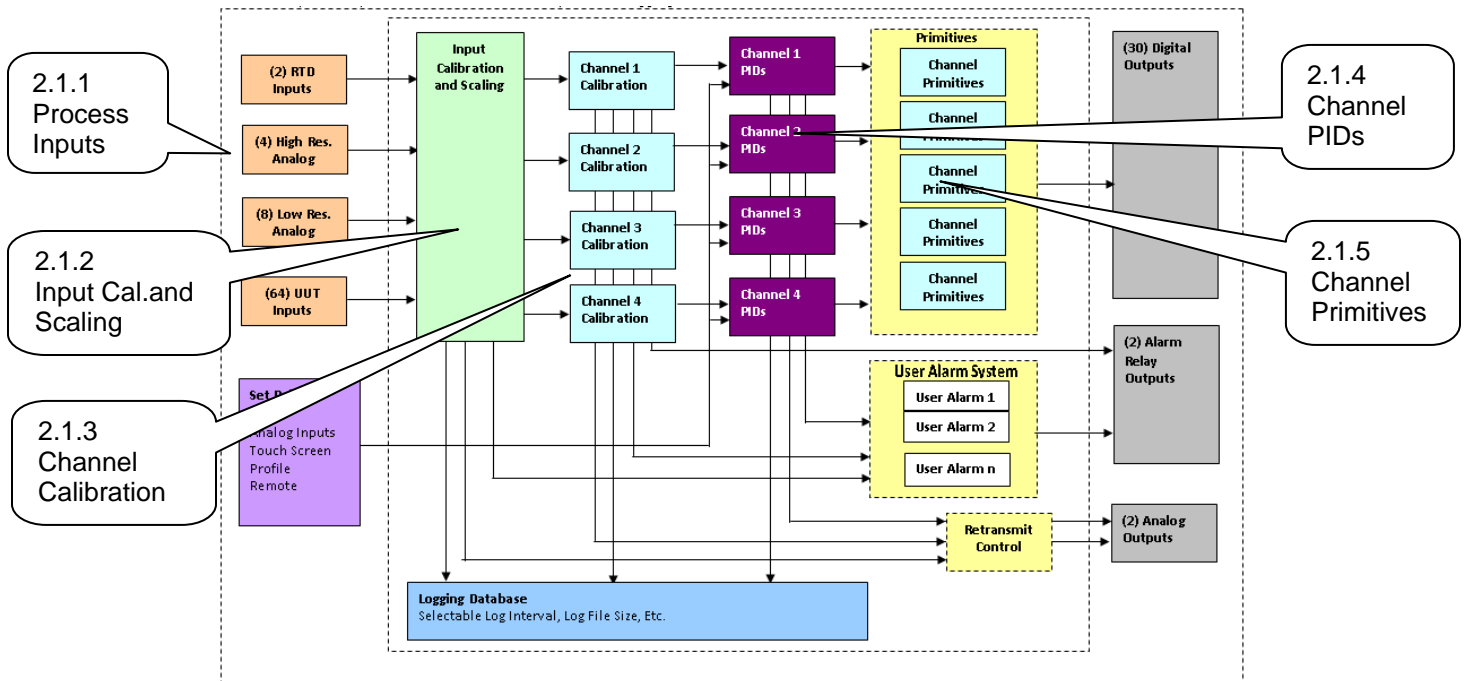 2.1.1
Process
Inputs
2.1.2
Input Cal.and
Scaling
2.1.3
Channel
Calibration
(2) RTD
Inputs
(4) High Res.
Analog
(8) Low Res.
Analog
(64) UUT
Inputs
Set
Analog Inputs
Touch Screen
Profile
Remote
Input
Calibration
and Scaling
Channel 1
Calibration
Channel 2
Calibration
Channel 3
Calibration
Channel 4
Calibration
Channel 1
PIDs
Channel 2
PIDs
Channel 3
PIDs
Channel 4
PIDs
Primitives
Channel
Primitives
Channel
Primitives
Channel
Primitives
Channel
Primitives
Channel
Primitives
User Alarm System
User Alarm 1
User Alarm 2
User Alarm n
Retransmit
Control
Logging Database
Selectable Log Interval, Log File Size, Etc.
(30) Digital
Outputs
(2) Alarm
Relay
Outputs
(2) Analog
Outputs
2.1.4
Channel
PIDs
2.1.5
Channel
Primitives